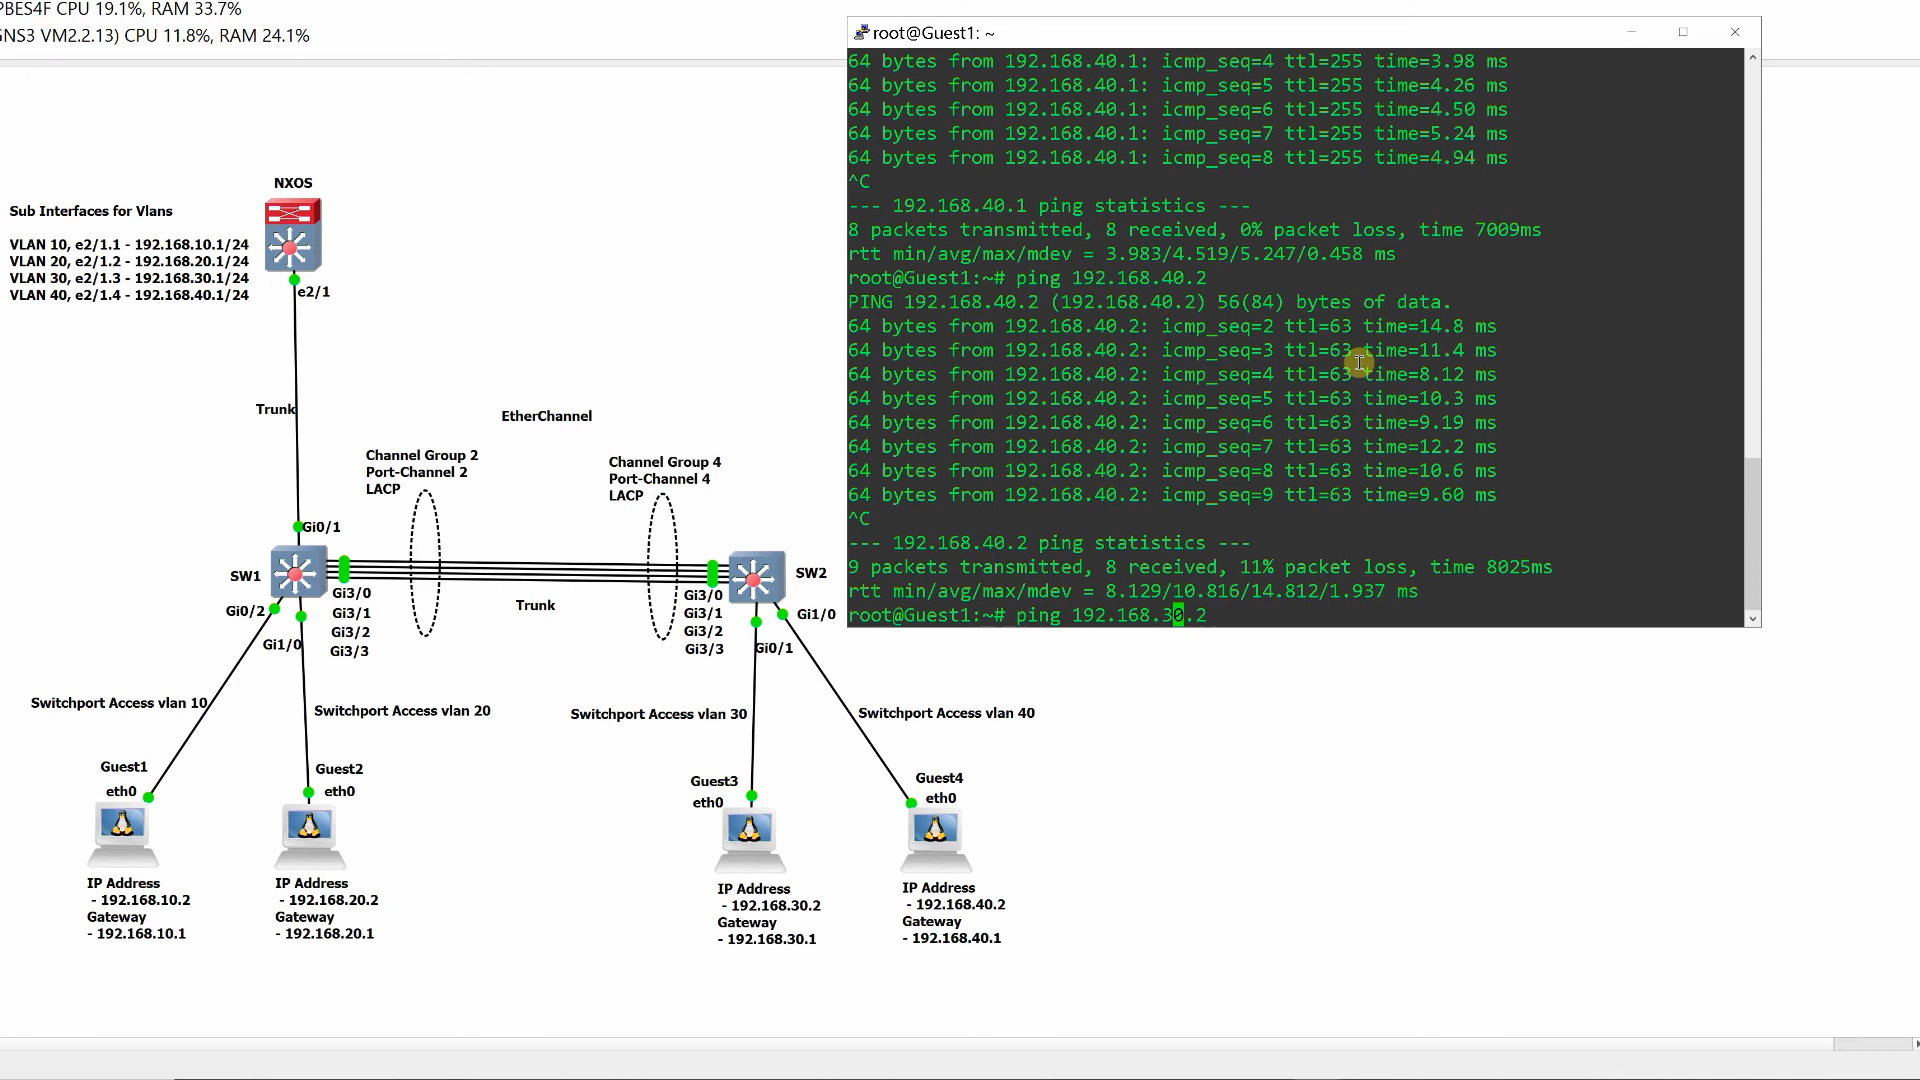 PBES4F CPU 19.1%, RAM 33.7%
GNS3 VM2.2.13) CPU 11.8%, RAM 24.1%
NXOS
Sub Interfaces for Vlans
VLAN 10, e2/1.1 - 192.168.10.1/24
VLAN 20, e2/1.2 - 192.168.20.1/24
VLAN 30, e2/1.3 - 192.168.30.1/24
VLAN 40, e2/1.4 - 192.168.40.1/24
e2/1
Trunk
EtherChannel
Channel Group 2
Port-Channel 2
LACP
Channel Group 4
Port-Channel 4
LACP
Gi0/1
SW1
SW2
Gi0/2
Gi1/0
Gi3/0
Gi3/1
Gi3/2
Gi3/3
Trunk
Gi3/0
Gi3/1
Gi3/2
Gi3/3
Gi1/0
Gi0/1
Switchport Access vlan 10
Switchport Access vlan 20
Switchport Access vlan 30
Switchport Access vlan 40
Guest1
eth0
Guest2
eth0
Guest3
eth0
Guest4
eth0
IP Address
- 192.168.10.2
Gateway
- 192.168.10.1
IP Address
- 192.168.20.2
Gateway
- 192.168.20.1
IP Address
- 192.168.30.2
Gateway
- 192.168.30.1
IP Address
- 192.168.40.2
Gateway
- 192.168.40.1
root@Guest1: ~
64 bytes from 192.168.40.1: icmp_seq=4 ttl=255 time=3.98 ms
64 bytes from 192.168.40.1: icmp_seq=5 ttl=255 time=4.26 ms
64 bytes from 192.168.40.1: icmp_seq=6 ttl=255 time=4.50 ms
64 bytes from 192.168.40.1: icmp_seq=7 ttl=255 time=5.24 ms
64 bytes from 192.168.40.1: icmp_seq=8 ttl=255 time=4.94 ms
^C
--- 192.168.40.1 ping statistics ---
8 packets transmitted, 8 received, 0% packet loss, time 7009ms
rtt min/avg/max/mdev = 3.983/4.519/5.247/0.458 ms
root@Guest1:~# ping 192.168.40.2
PING 192.168.40.2 (192.168.40.2) 56(84) bytes of data.
64 bytes from 192.168.40.2: icmp_seq=2 ttl=63 time=14.8 ms
64 bytes from 192.168.40.2: icmp_seq=3 ttl=63 time=11.4 ms
64 bytes from 192.168.40.2: icmp_seq=4 ttl=63 time=8.12 ms
64 bytes from 192.168.40.2: icmp_seq=5 ttl=63 time=10.3 ms
64 bytes from 192.168.40.2: icmp_seq=6 ttl=63 time=9.19 ms
64 bytes from 192.168.40.2: icmp_seq=7 ttl=63 time=12.2 ms
64 bytes from 192.168.40.2: icmp_seq=8 ttl=63 time=10.6 ms
64 bytes from 192.168.40.2: icmp_seq=9 ttl=63 time=9.60 ms
^C
--- 192.168.40.2 ping statistics ---
9 packets transmitted, 8 received, 11% packet loss, time 8025ms
rtt min/avg/max/mdev = 8.129/10.816/14.812/1.937 ms
root@Guest1:~# ping 192.168.30.2